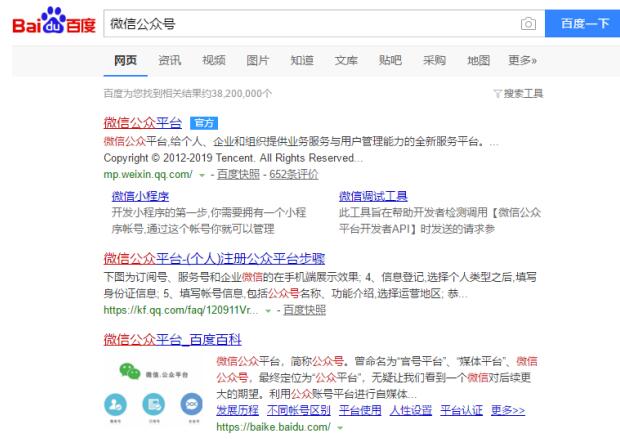 Baidu百度
微信公众号
百度一下
网页 资讯 视频 图片 知道 文库 贴吧 采购 地图 更多»
百度为您找到相关结果约38,200,000个
搜索工具
微信公众平台 官方
微信公众平台,给个人、企业和组织提供业务服务与用户管理能力的全新服务平台。...
Copyright © 2012-2019 Tencent. All Rights Reserved...
mp.weixin.qq.com/ - 百度快照 - 652条评价
微信小程序
开发小程序的第一步,你需要拥有一个小程
序帐号,通过这个帐号你就可以管理
微信调试工具
此工具旨在帮助开发者检测调用【微信公众
平台开发者API】时发送的请求参
微信公众平台-(个人)注册公众平台步骤
下图为订阅号、服务号和企业微信的在手机端展示效果; 4、信息登记,选择个人类型之后,填写
身份证信息; 5、填写帐号信息,包括公众号名称、功能介绍,选择运营地区; 恭...
https://kf.qq.com/faq/120911Vr... - 百度快照
微信公众平台_百度百科
微信·公众平台
微信公众平台，简称公众号。曾命名为“官号平台”、“媒体平台”、微信
公众号，最终定位为“公众平台”，无疑让我们看到一个微信对后续更
大的期望。利用公众账号平台进行自媒体...
发展历程 不同帐号区别 平台使用 人性设置 平台认证 更多>>
https://baike.baidu.com/